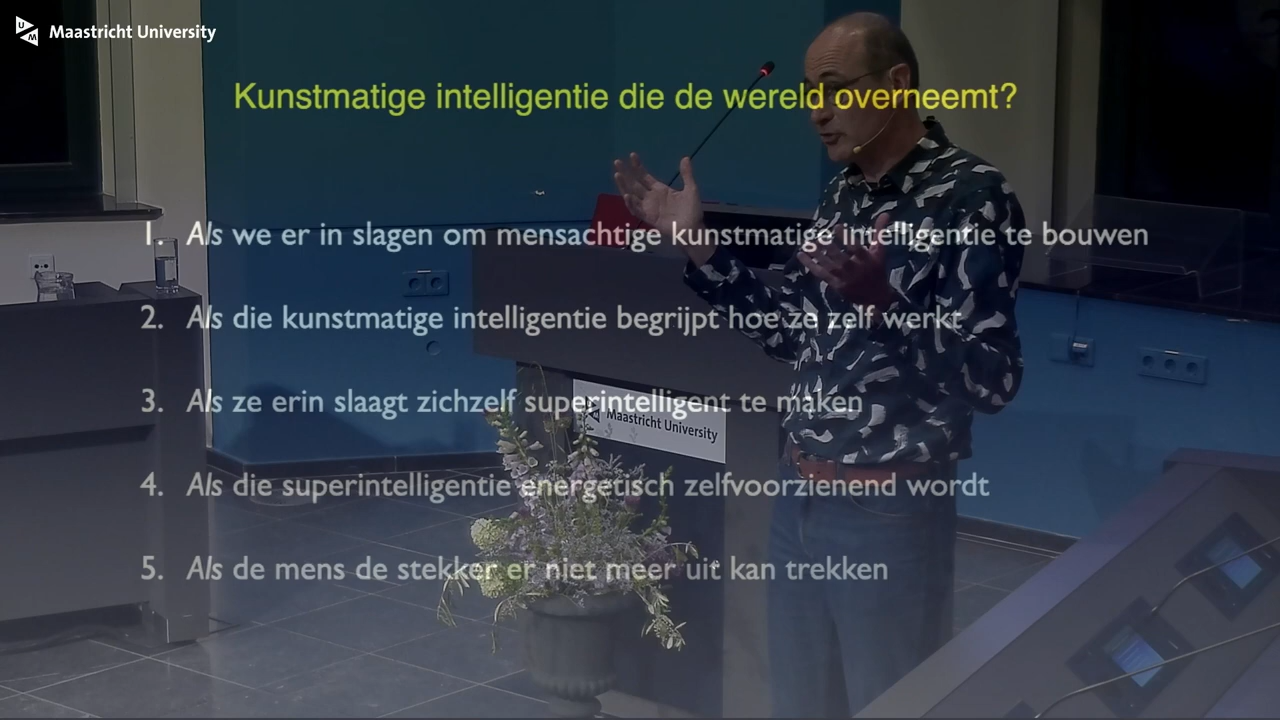 Maastricht University
Kunstmatige intelligentie die de wereld overneemt?
1. Als we er in slagen om mensachtige kunstmatige intelligentie te bouwen
2. Als die kunstmatige intelligentie begrijpt hoe ze zelf werkt
3. Als ze erin slaagt zichzelf superintelligent te maken
Maastricht University
4. Als die superintelligentie energetisch zelfvoorzienend wordt
5. Als de mens de stekker er niet meer uit kan trekken